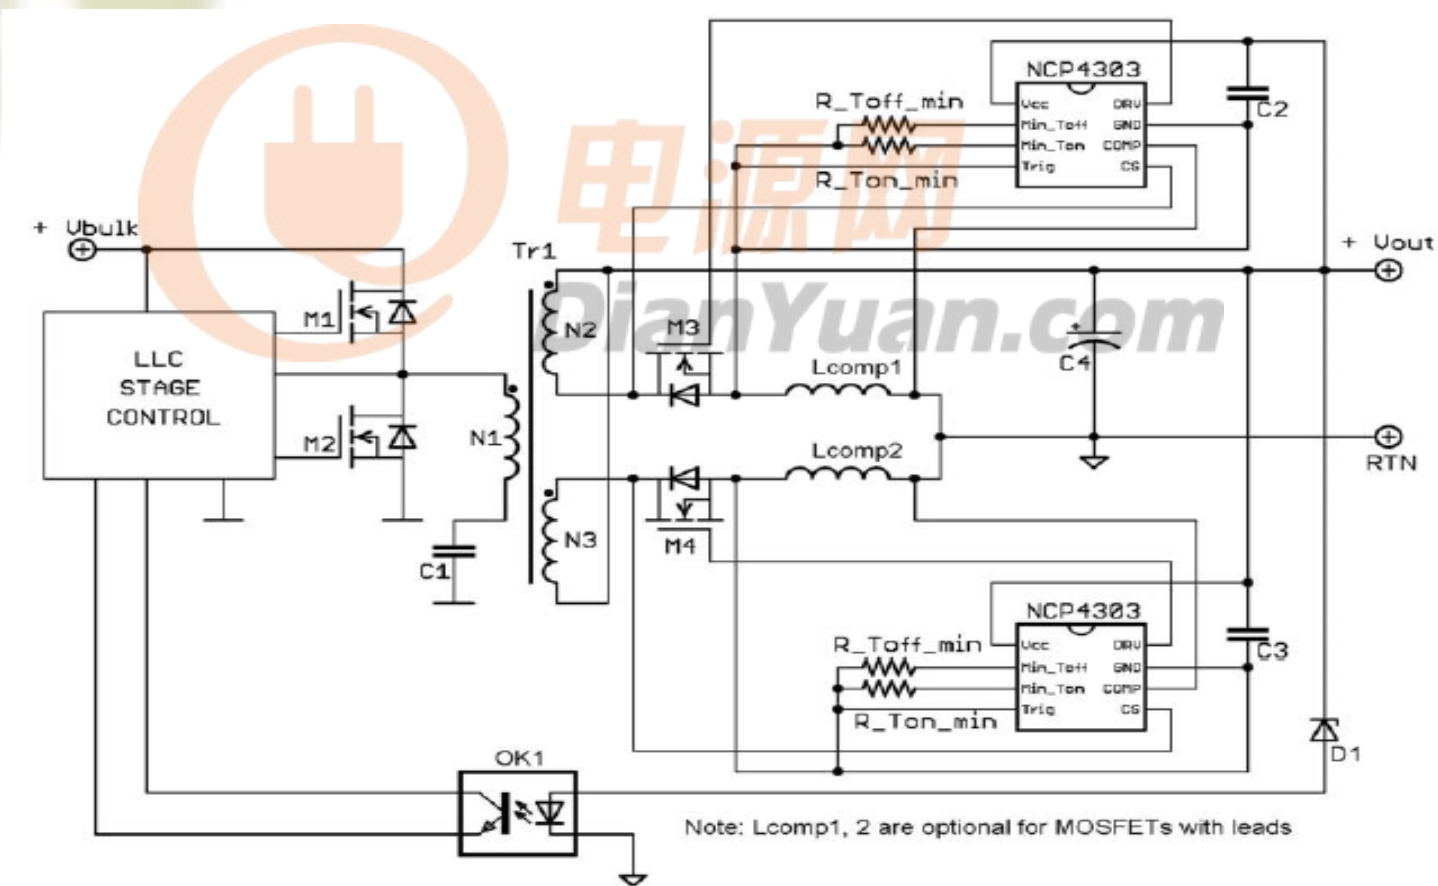 NCP4303
R_Toff_min
C2
Vcc DRV
Min_Toff GND
Min_Ton COMP
Trig CS
R_Ton_min
电源网
+ Vbulk
Tr1
+ Vout
DianYuan.com
M1
N2
M3
LLC
STAGE
CONTROL
Lcomp1
C4
M2
N1
Lcomp2
RTN
N3
M4
C1
NCP4303
R_Toff_min
C3
Vcc DRV
Min_Toff GND
Min_Ton COMP
Trig CS
R_Ton_min
D1
OK1
Note: Lcomp1, 2 are optional for MOSFETs with leads